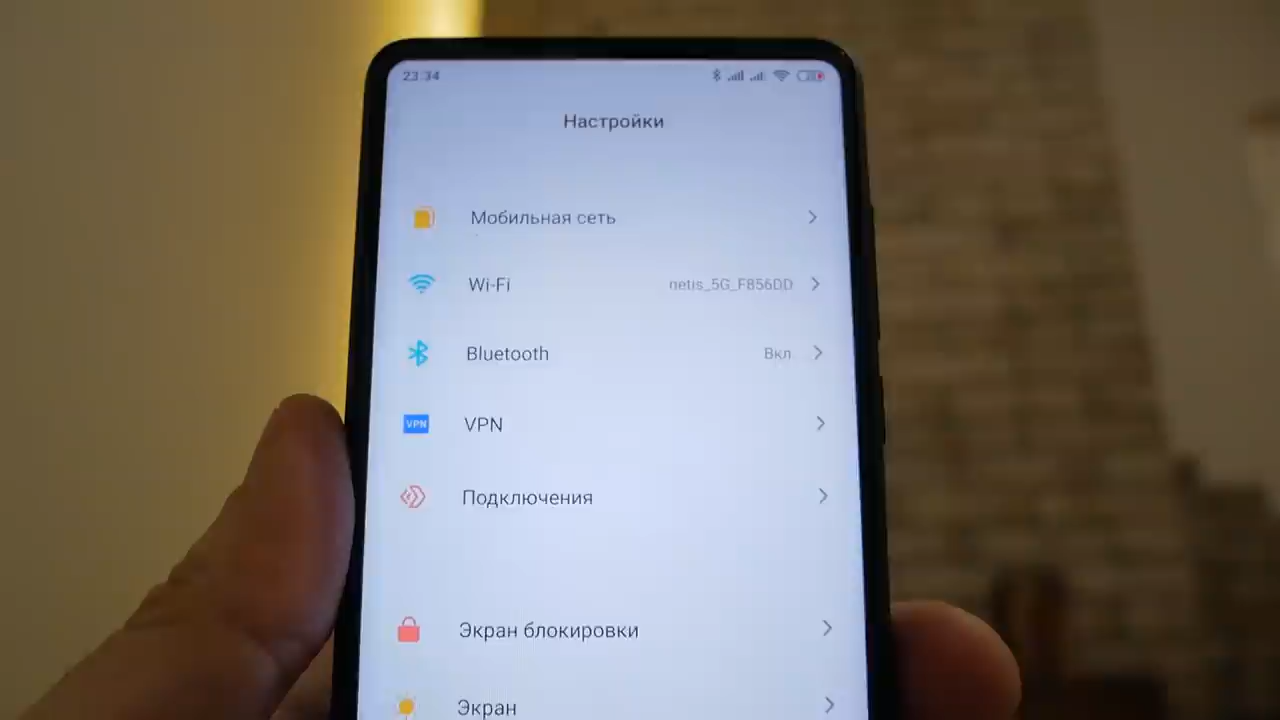 23:34
Настройки
Мобильная сеть
Wi-Fi netis_5G_F856DD
Bluetooth Вкл
VPN VPN
Подключения
Экран блокировки
Экран